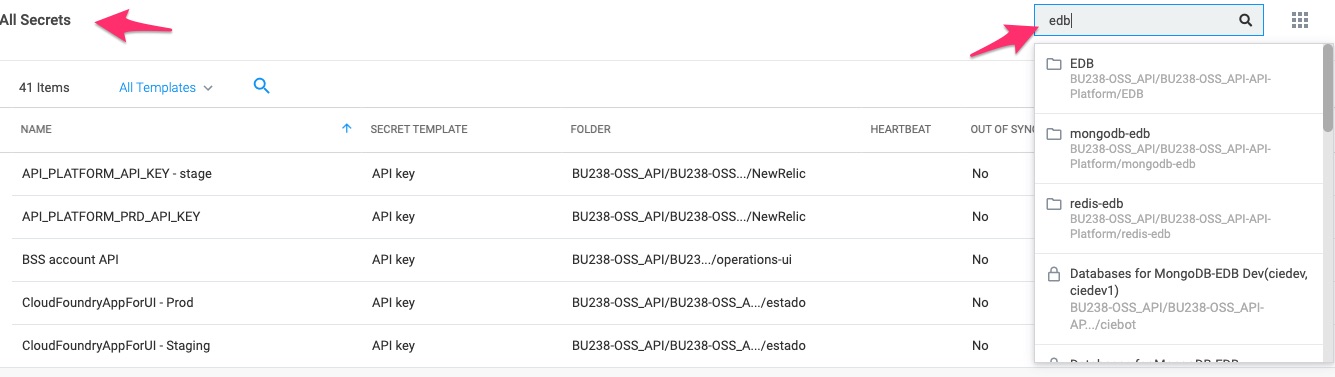 All Secrets
edb
41 Items
All Templates
NAME
SECRET TEMPLATE
FOLDER
HEARTBEAT
OUT OF SYNC
API_PLATFORM_API_KEY - stage
API key
BU238-OSS_API/BU238-OSS.../NewRelic
No
API_PLATFORM_PRD_API_KEY
API key
BU238-OSS_API/BU238-OSS.../NewRelic
No
BSS account API
API key
BU238-OSS_API/BU23.../operations-ui
No
CloudFoundryAppForUI - Prod
API key
BU238-OSS_API/BU238-OSS_A.../estado
No
CloudFoundryAppForUI - Staging
API key
BU238-OSS_API/BU238-OSS_A.../estado
No
EDB
BU238-OSS_API/BU238-OSS_API-API-
Platform/EDB
mongodb-edb
BU238-OSS_API/BU238-OSS_API-API-
Platform/mongodb-edb
redis-edb
BU238-OSS_API/BU238-OSS_API-API-
Platform/redis-edb
Databases for MongoDB-EDB Dev(ciedev,
ciedev1)
BU238-OSS_API/BU238-OSS_API-
AP.../ciebot